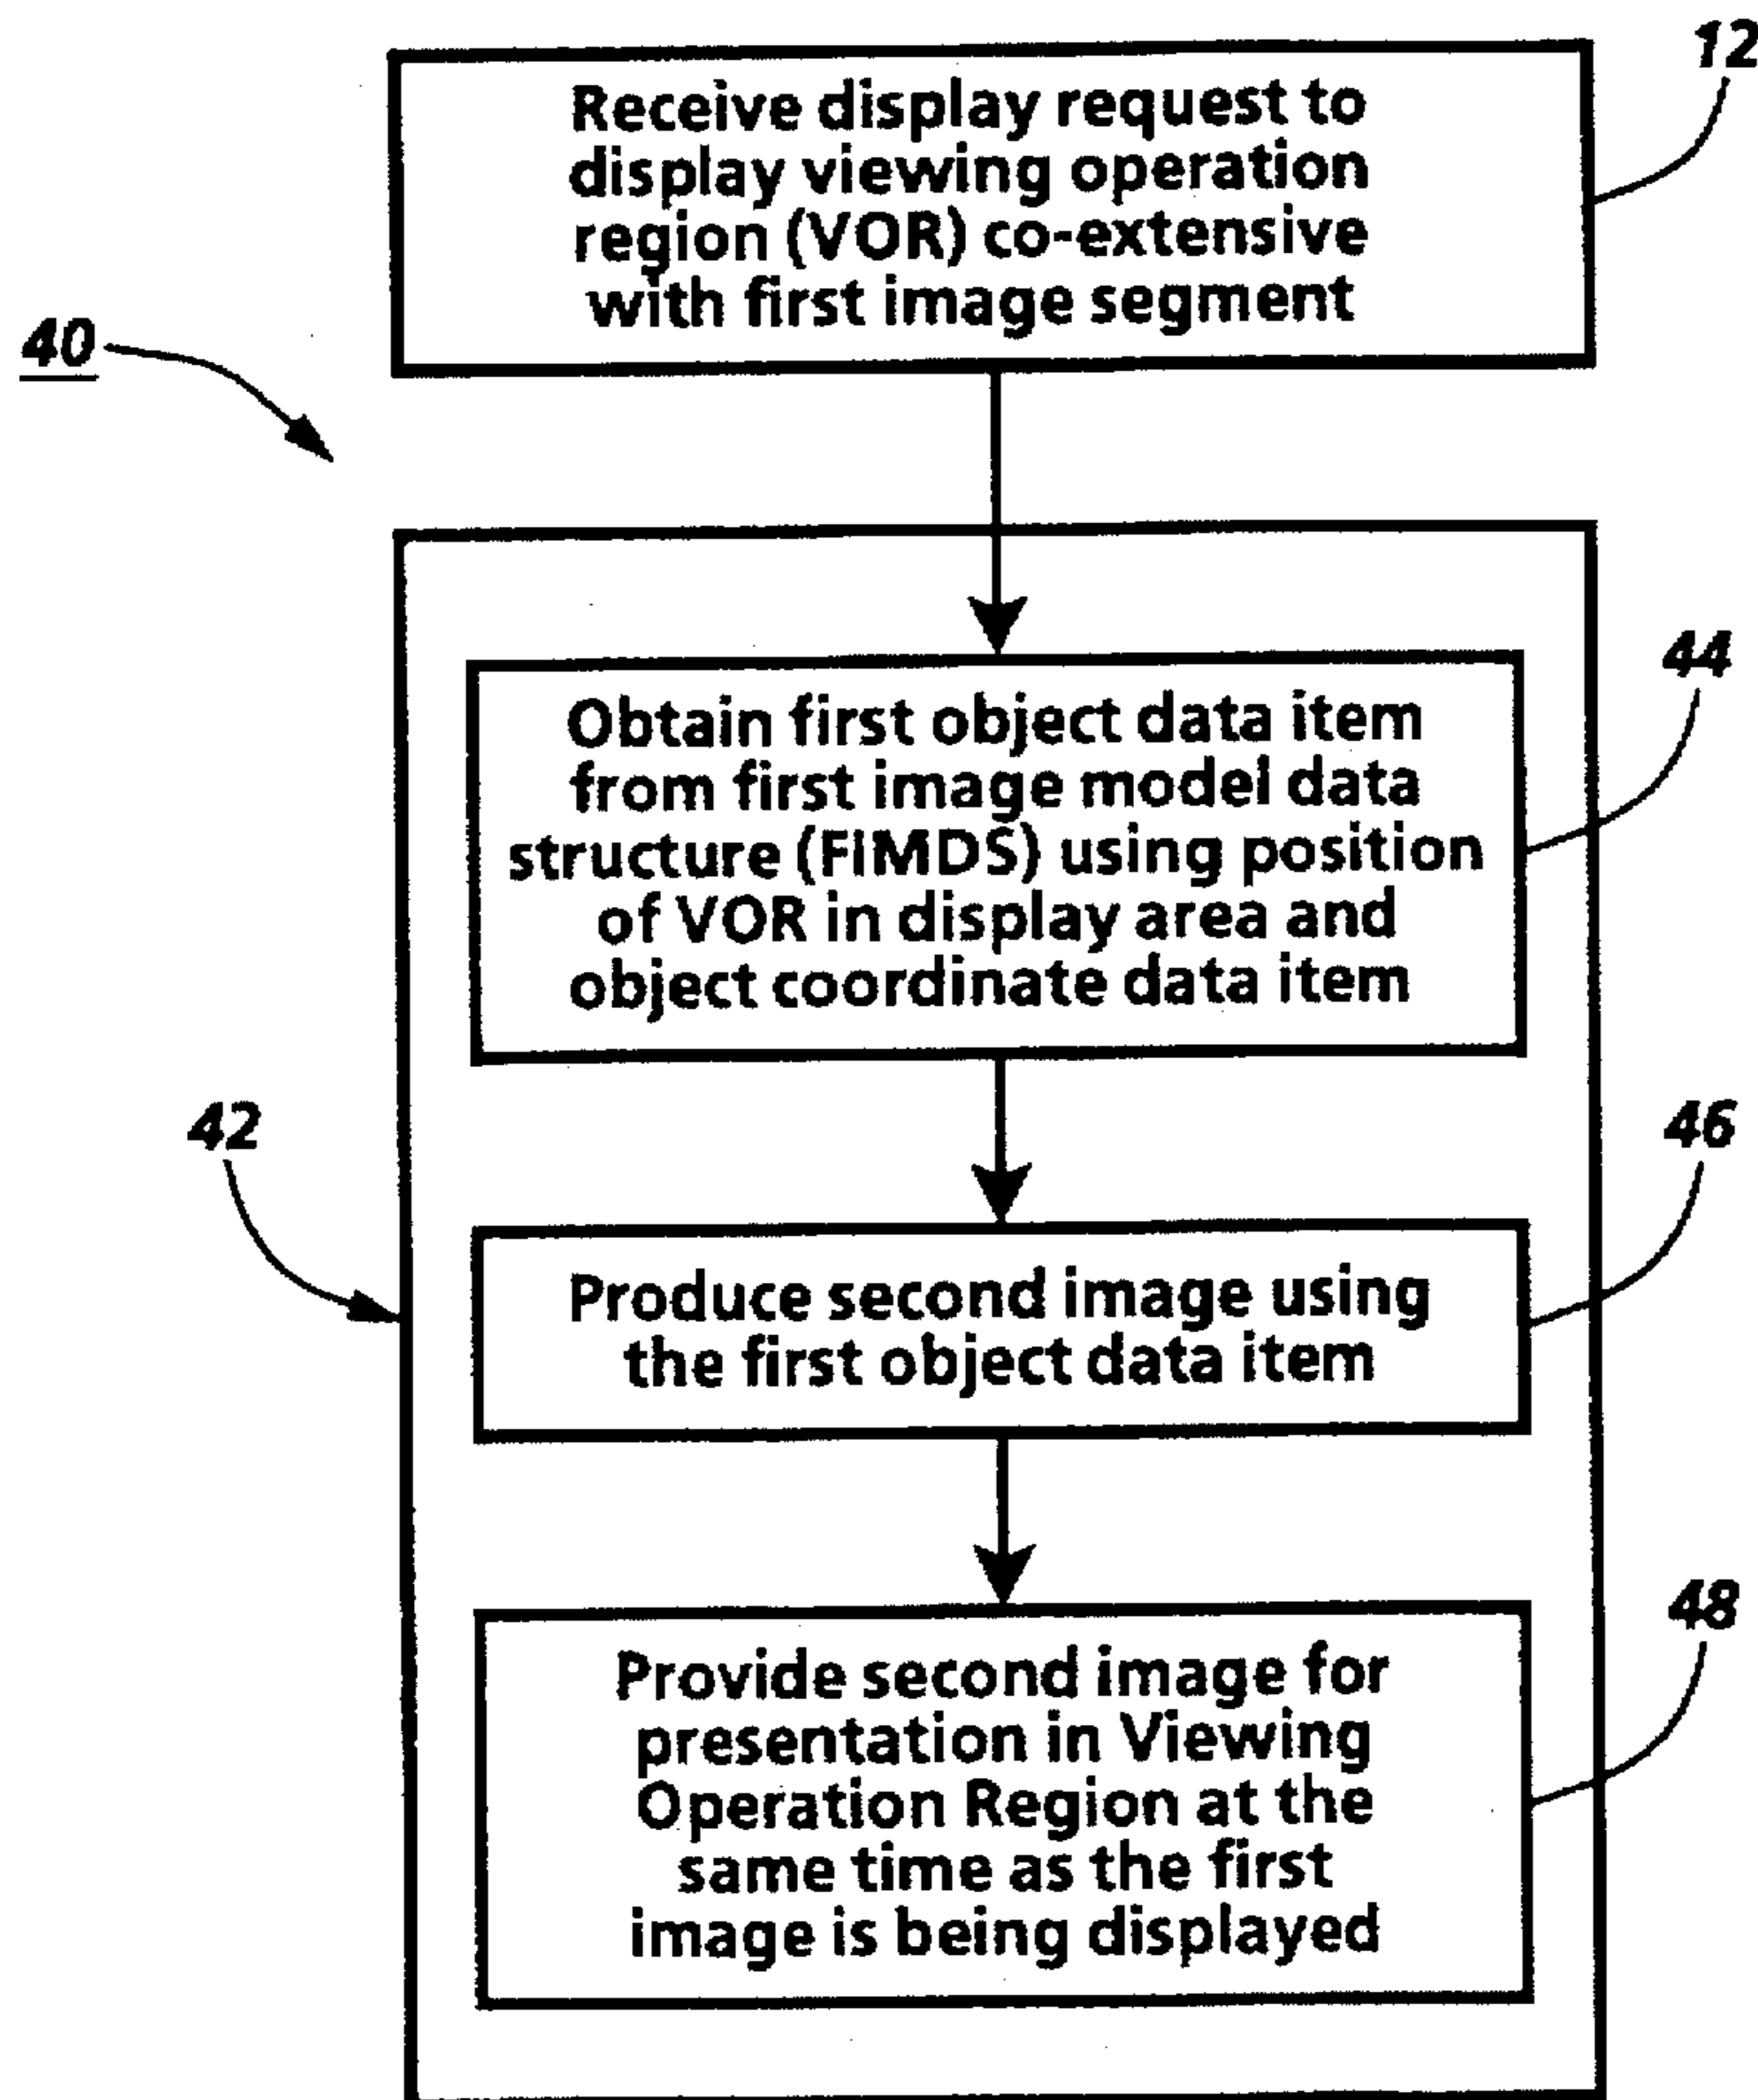 12
Receive display request to
display viewing operation
region (VOR) co-extensive
with first image segment
40
44
Obtain first object data item
from first image model data
structure (FIMDS) using position
of VOR in display area and
object coordinate data item
42
46
Produce second image using
the first object data item
48
Provide second image for
presentation in Viewing
Operation Region at the
same time as the first
image is being displayed